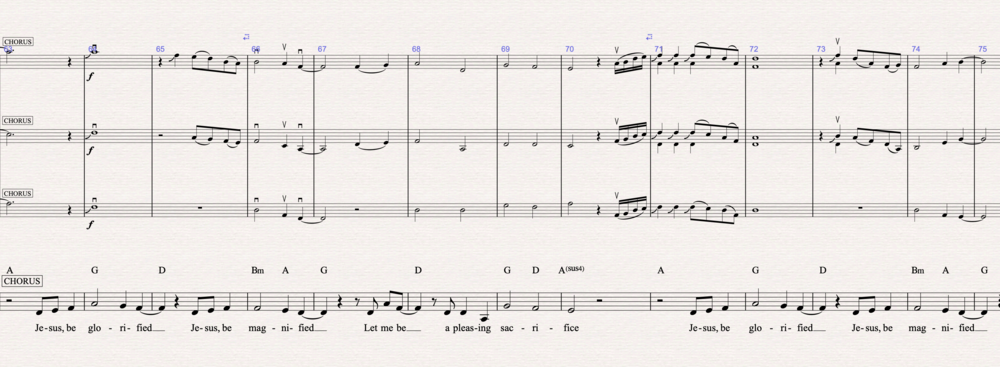 CHORUS
63 64 65 66 67 68 69 70 71 72 73 74 75
f
CHORUS
f
CHORUS
f
A G D Bm A G D G D A(sus4) A G D Bm A G
CHORUS
Je-sus, be glo - ri - fied Je-sus, be mag - ni - fied Let me be a pleas-ing sac - ri - fice Je-sus, be glo - ri - fied Je-sus, be mag - ni - fied